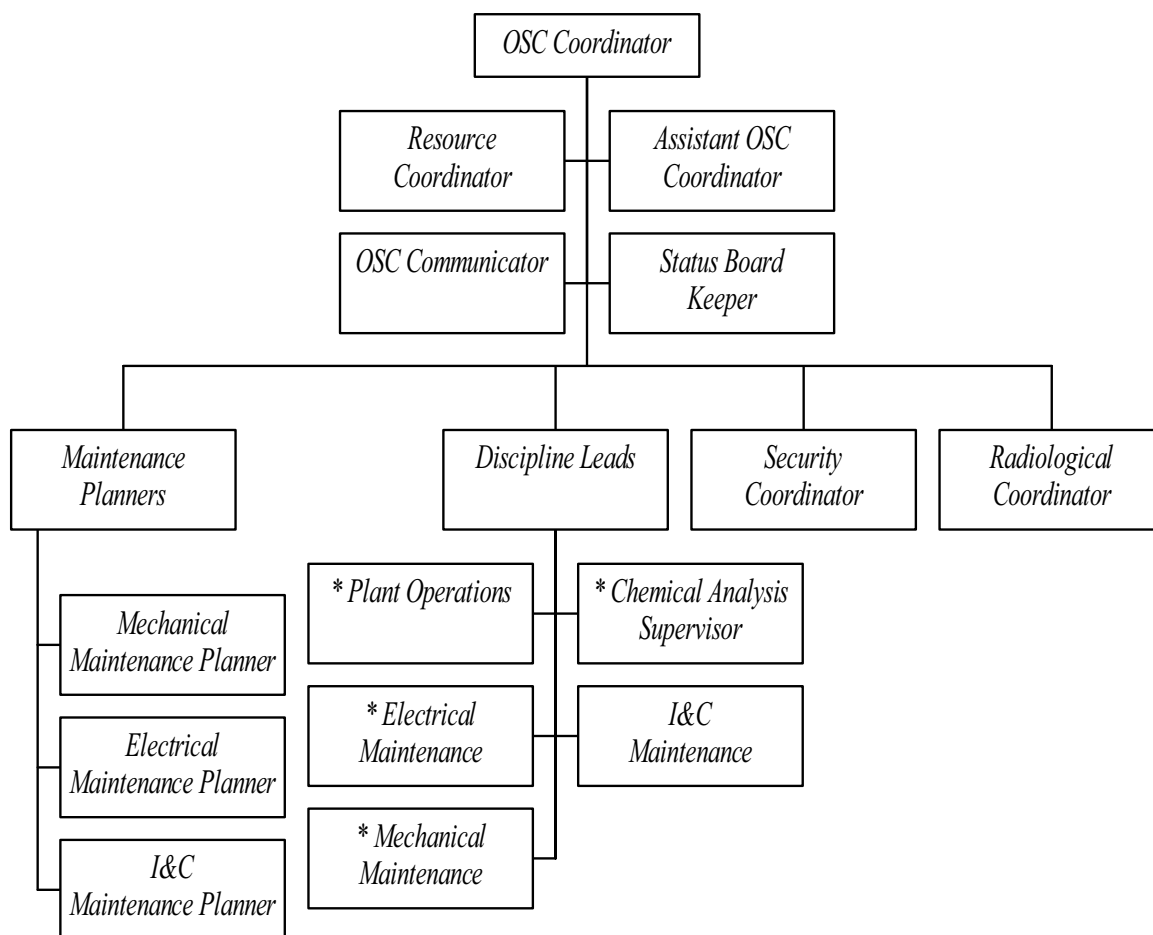 OSC Coordinator
Resource
Coordinator
Assistant OSC
Coordinator
OSC Communicator
Status Board
Keeper
Maintenance
Planners
Discipline Leads
Security
Coordinator
Radiological
Coordinator
* Plant Operations
* Chemical Analysis
Supervisor
Mechanical
Maintenance Planner
* Electrical
Maintenance
I&C
Maintenance
Electrical
Maintenance Planner
* Mechanical
Maintenance
I&C
Maintenance Planner